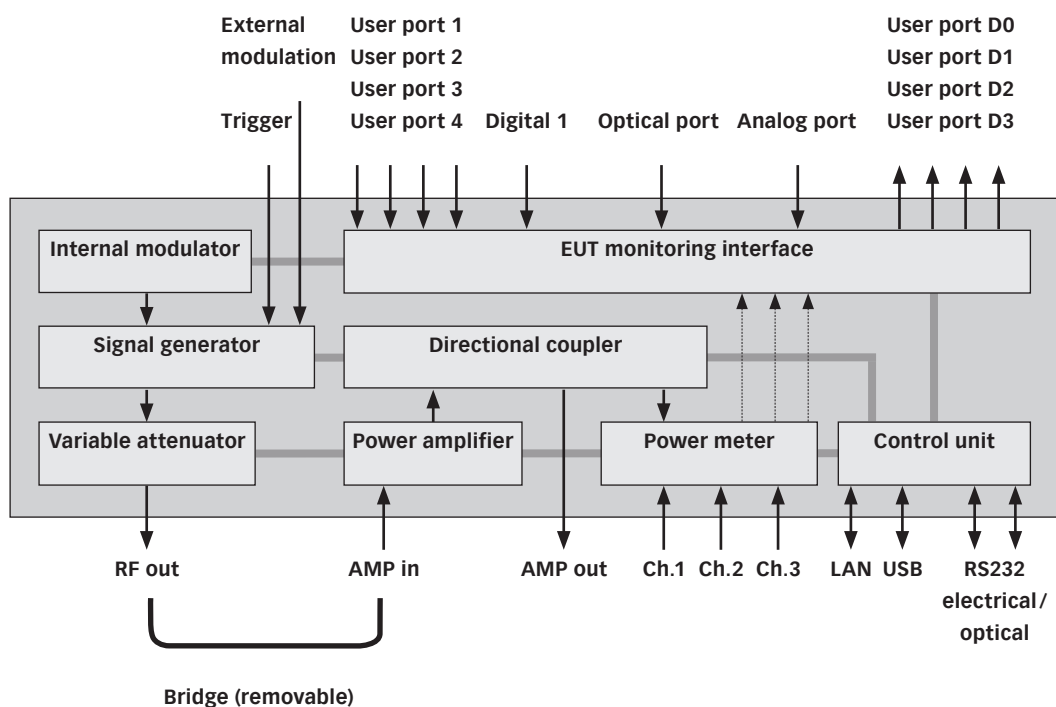 External
modulation
Trigger
User port 1
User port 2
User port 3
User port 4
Digital 1
Optical port
Analog port
User port D0
User port D1
User port D2
User port D3
Internal modulator
EUT monitoring interface
Signal generator
Directional coupler
Variable attenuator
Power amplifier
Power meter
Control unit
RF out
AMP in
AMP out
Ch.1
Ch.2
Ch.3
LAN
USB
RS232
electrical/
optical
Bridge (removable)